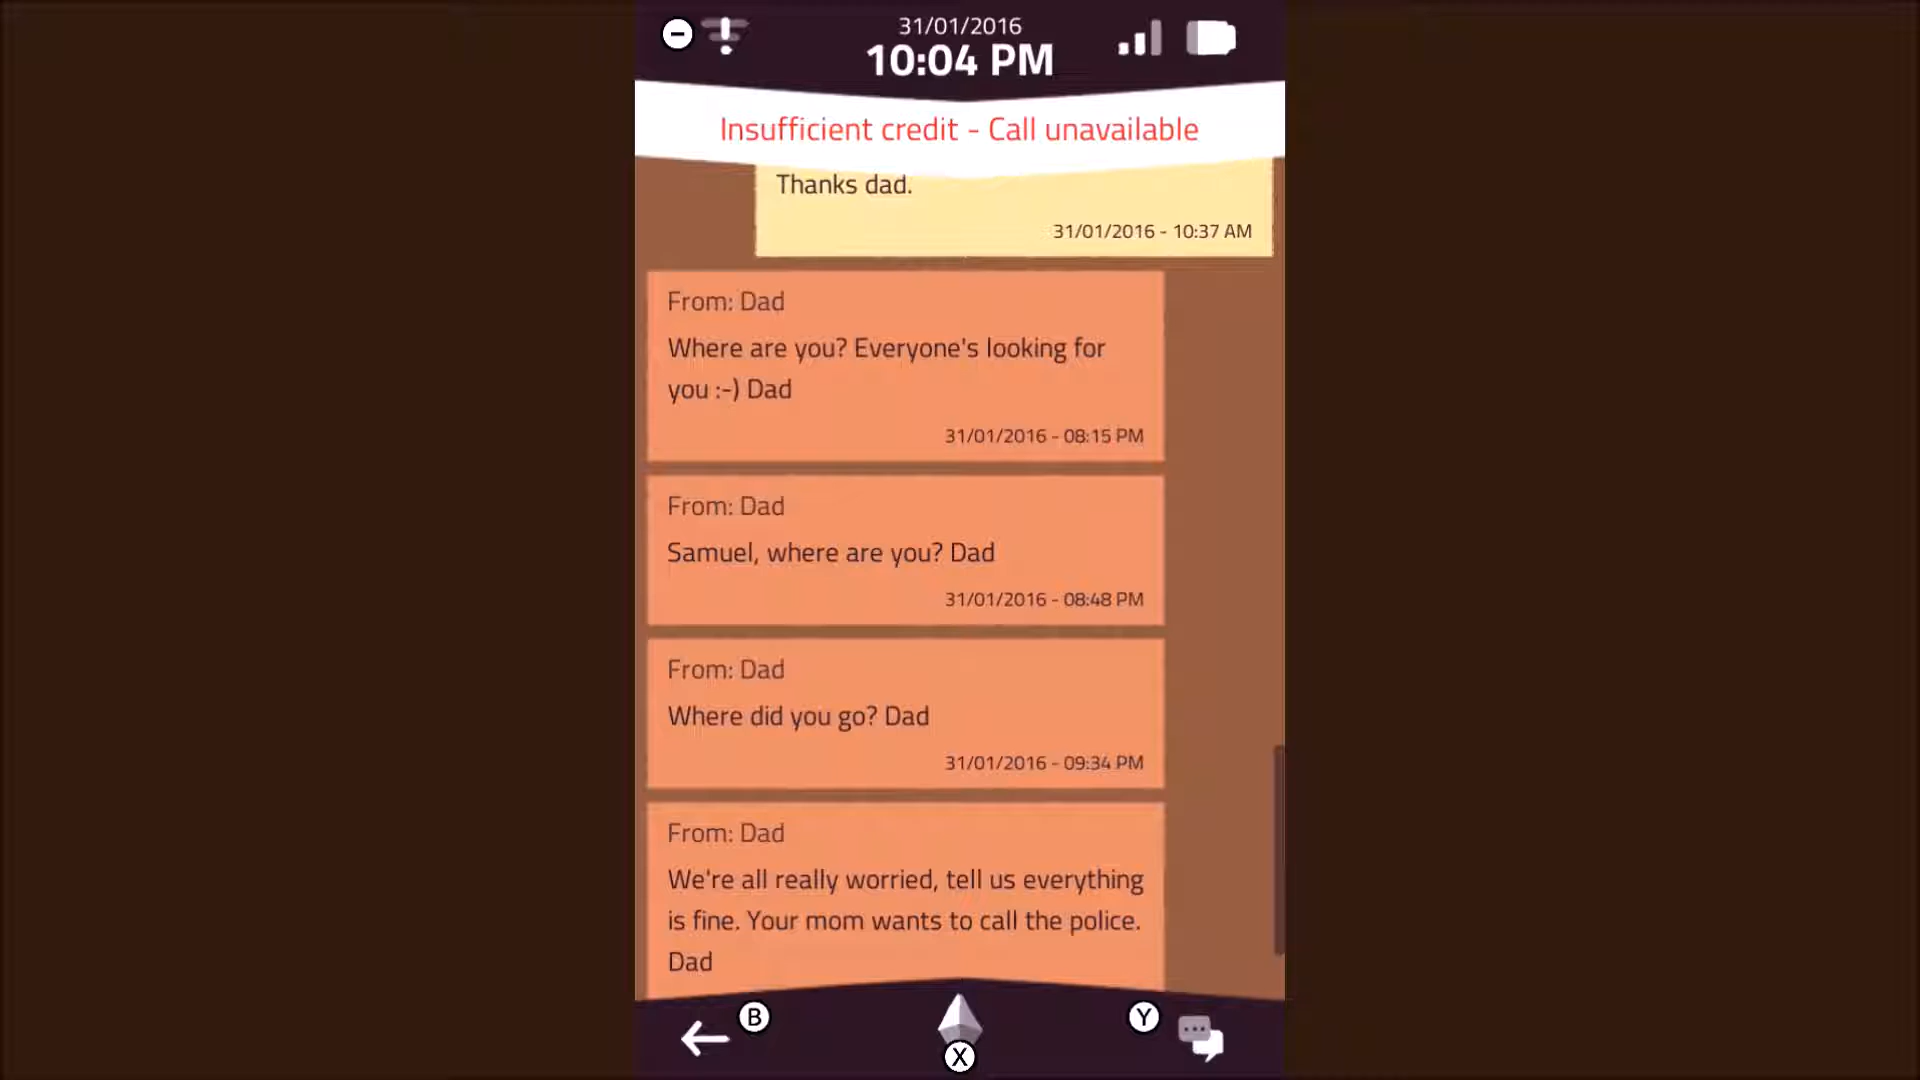 31/01/2016
10:04 PM
Insufficient credit - Call unavailable
Thanks dad.
31/01/2016 - 10:37 AM
From: Dad
Where are you? Everyone's looking for
you :-) Dad
31/01/2016 - 08:15 PM
From: Dad
Samuel, where are you? Dad
31/01/2016 - 08:48 PM
From: Dad
Where did you go? Dad
31/01/2016 - 09:34 PM
From: Dad
We're all really worried, tell us everything
is fine. Your mom wants to call the police.
Dad
B
Y
X